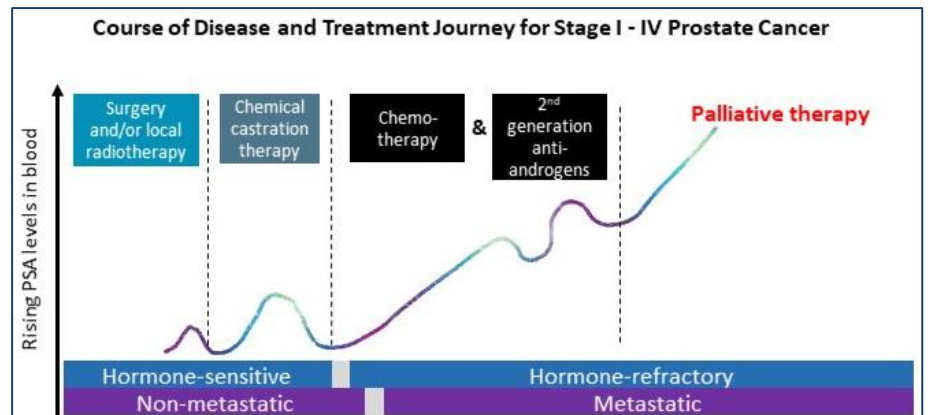 Course of Disease and Treatment Journey for Stage I - IV Prostate Cancer
Rising PSA levels in blood
Surgery
and/or local
radiotherapy
Chemical
castration
therapy
Chemo-
therapy
&
2nd
generation
anti-
androgens
Palliative therapy
Hormone-sensitive
Hormone-refractory
Non-metastatic
Metastatic